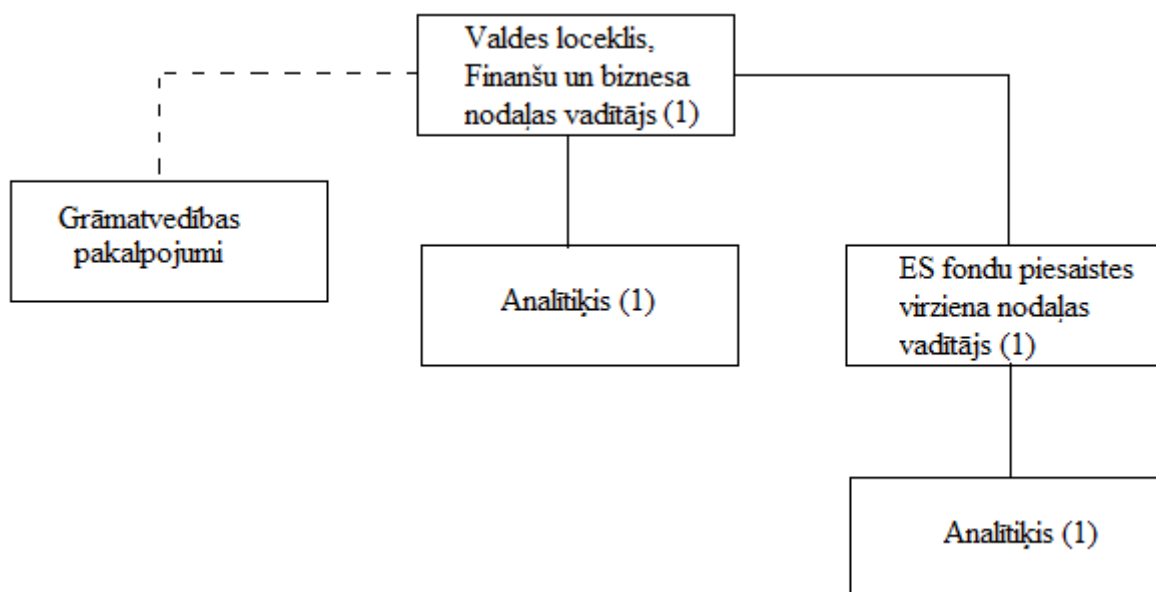 Valdes loceklis,
Finanšu un biznesa
nodaļas vadītājs (1)
Grāmatvedības
pakalpojumi
Analītiķis (1)
ES fondu piesaistes
virziena nodaļas
vadītājs (1)
Analītiķis (1)